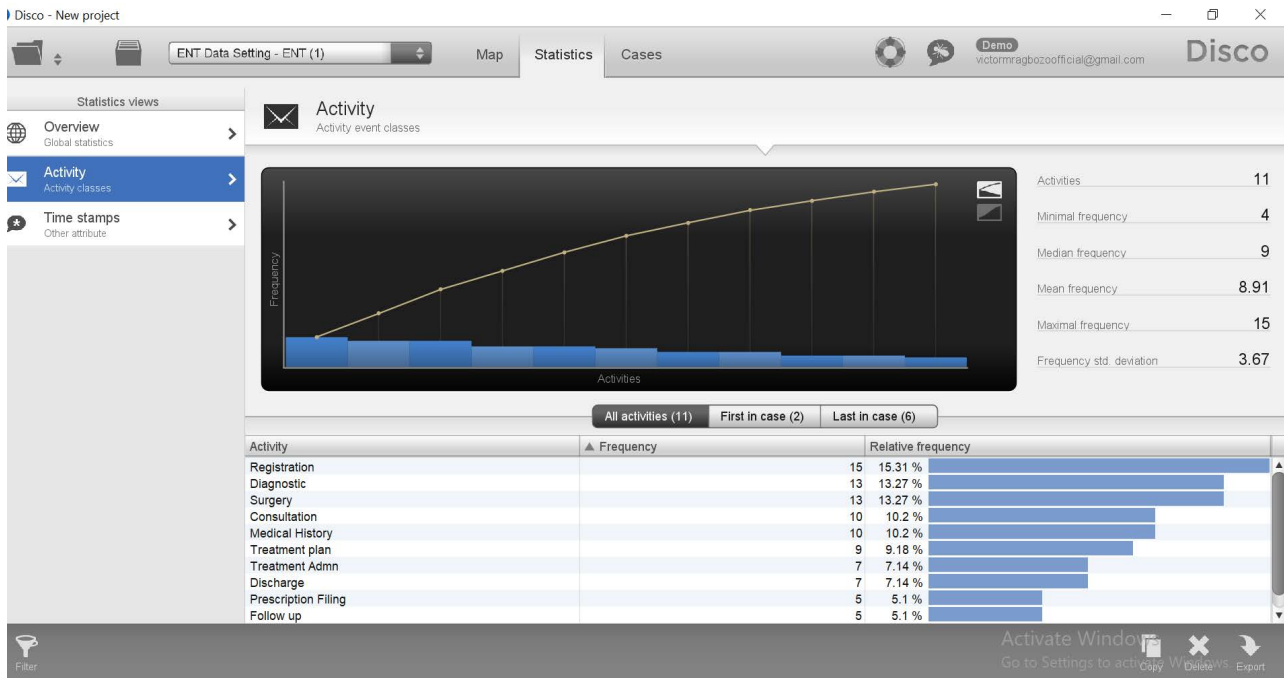 Disco - New project
ENT Data Setting - ENT (1)
Map
Statistics
Cases
Demo
victormragbozoofficial@gmail.com
Disco
Statistics views
Overview
Global statistics
Activity
Activity classes
Time stamps
Other attribute
Activity
Activity event classes
Frequency
Activities
Activities 11
Minimal frequency 4
Median frequency 9
Mean frequency 8.91
Maximal frequency 15
Frequency std. deviation 3.67
All activities (11) First in case (2) Last in case (6)
Activity Frequency Relative frequency
Registration 15 15.31 %
Diagnostic 13 13.27 %
Surgery 13 13.27 %
Consultation 10 10.2 %
Medical History 10 10.2 %
Treatment plan 9 9.18 %
Treatment Admn 7 7.14 %
Discharge 7 7.14 %
Prescription Filing 5 5.1 %
Follow up 5 5.1 %
Activate Windows
Go to Settings to activate Windows.
Filter
Copy
Delete
Export